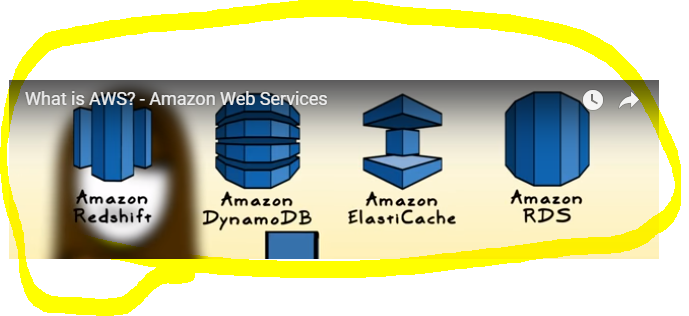 What is AWS? - Amazon Web Services
Amazon
Redshift
Amazon
DynamoDB
Amazon
ElastiCache
Amazon
RDS